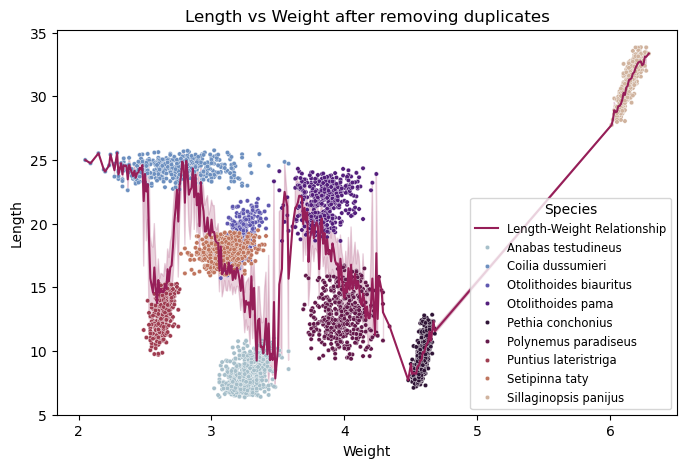 Length vs Weight after removing duplicates
35
30
25
20
15
10
5
Length
2
3
4
5
6
Weight
Species
Length-Weight Relationship
Anabas testudineus
Coilia dussumieri
Otolithoides biauritus
Otolithoides pama
Pethia conchonius
Polynemus paradiseus
Puntius lateristriga
Setipinna taty
Sillaginopsis panijus